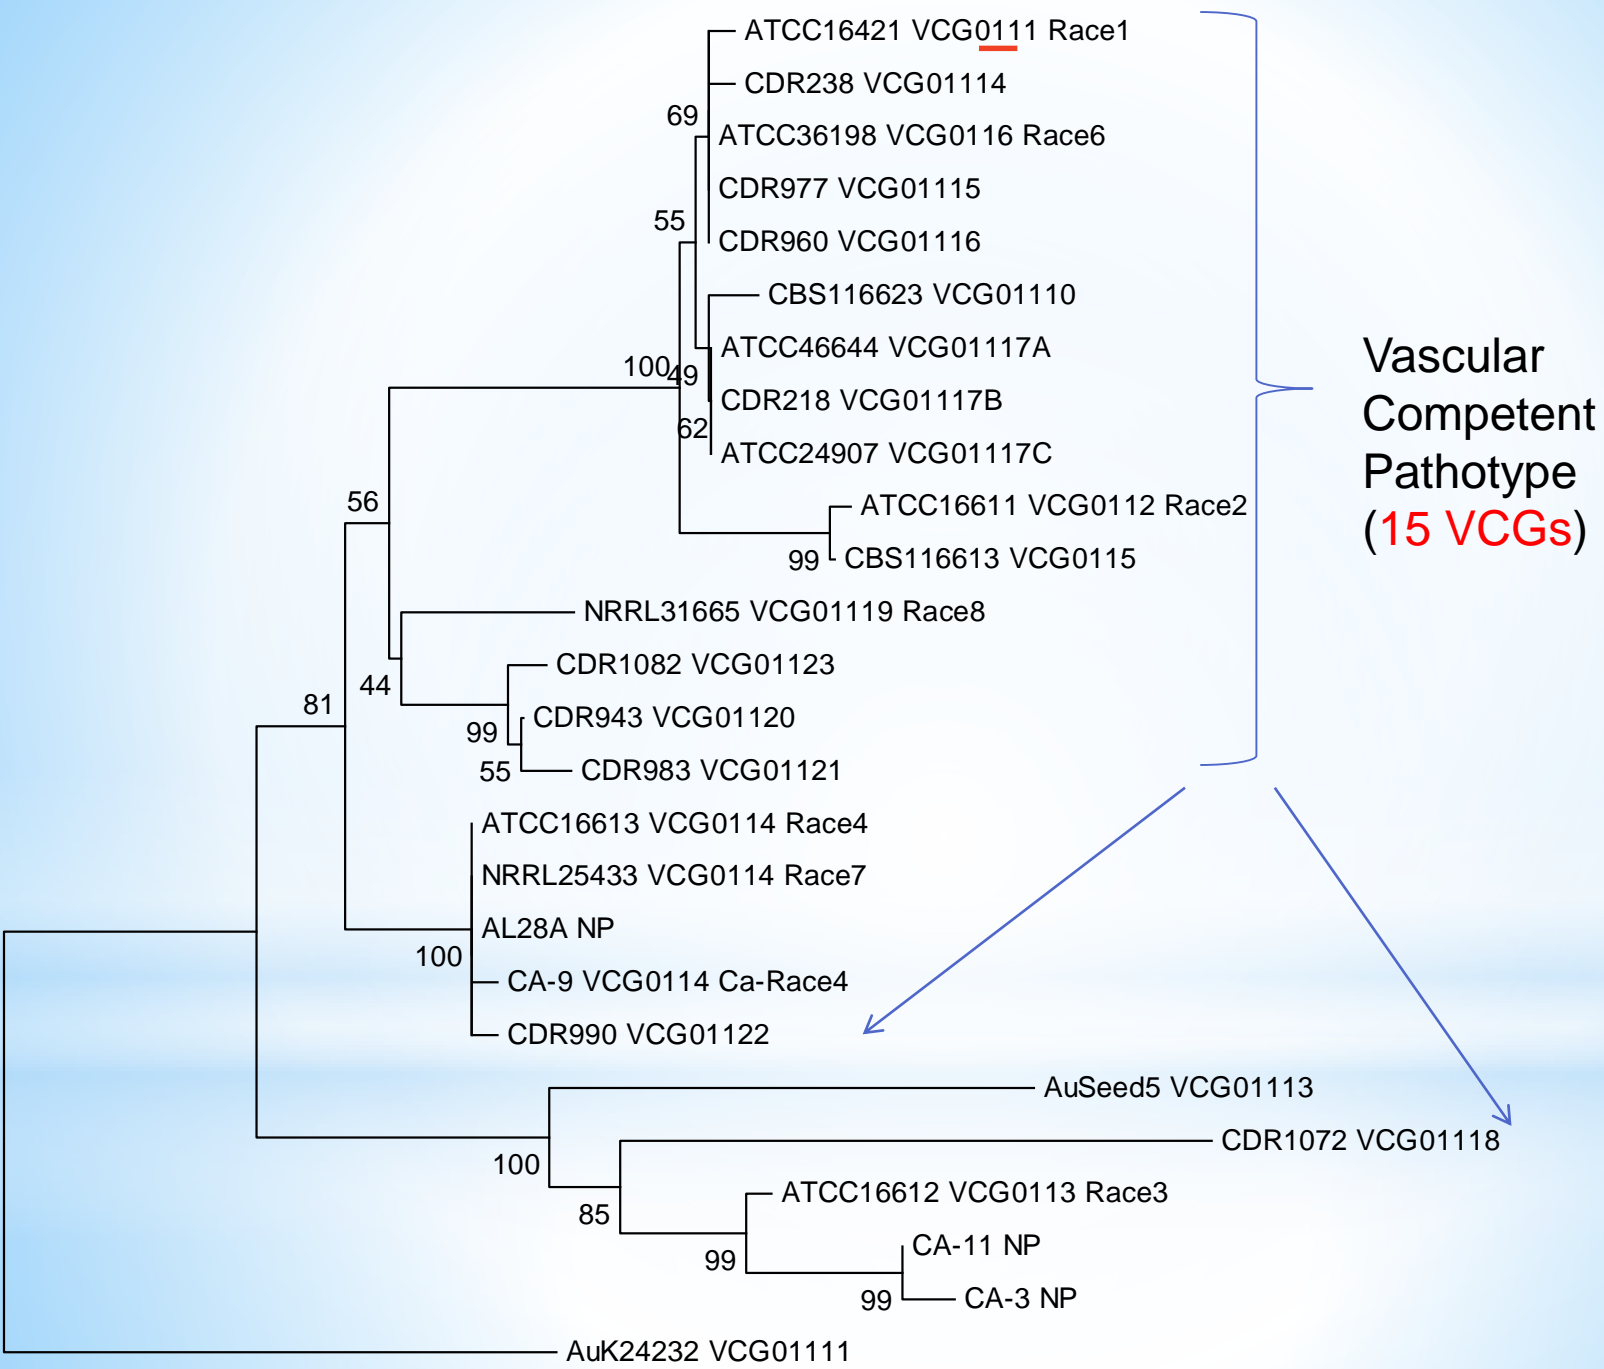 ATCC16421 VCG0111 Race1
CDR238 VCG01114
69
ATCC36198 VCG0116 Race6
CDR977 VCG01115
55
CDR960 VCG01116
CBS116623 VCG01110
ATCC46644 VCG01117A
100
49
CDR218 VCG01117B
62
ATCC24907 VCG01117C
Vascular
Competent
Pathotype
(15 VCGs)
56
ATCC16611 VCG0112 Race2
99
CBS116613 VCG0115
NRRL31665 VCG01119 Race8
CDR1082 VCG01123
44
81
CDR943 VCG01120
99
55
CDR983 VCG01121
ATCC16613 VCG0114 Race4
NRRL25433 VCG0114 Race7
AL28A NP
100
CA-9 VCG0114 Ca-Race4
CDR990 VCG01122
AuSeed5 VCG01113
CDR1072 VCG01118
100
ATCC16612 VCG0113 Race3
85
CA-11 NP
99
CA-3 NP
99
AuK24232 VCG01111